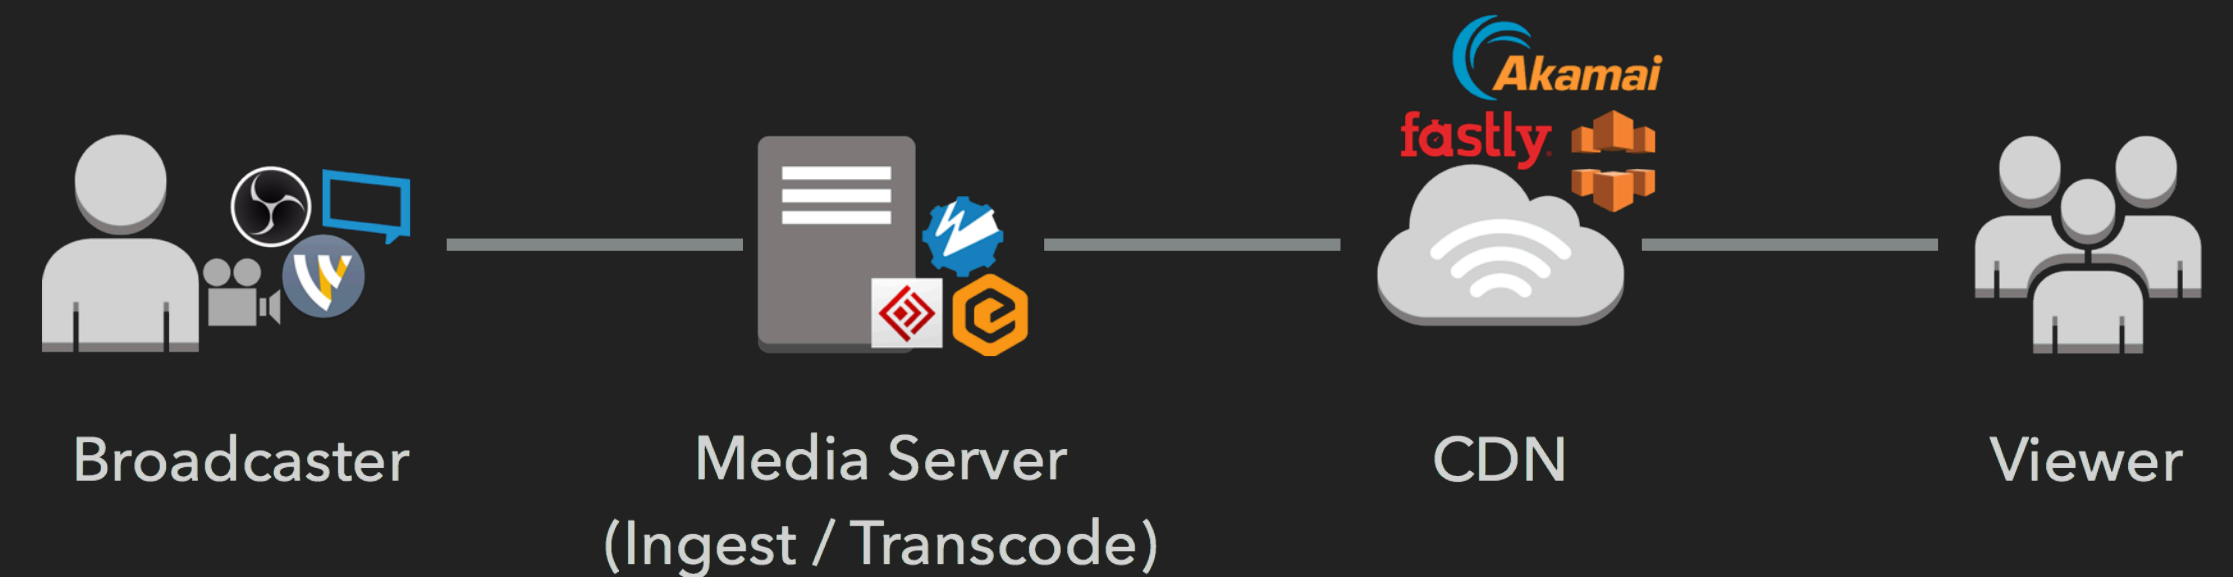 Akamai
fastly
Broadcaster
Media Server
(Ingest / Transcode)
CDN
Viewer